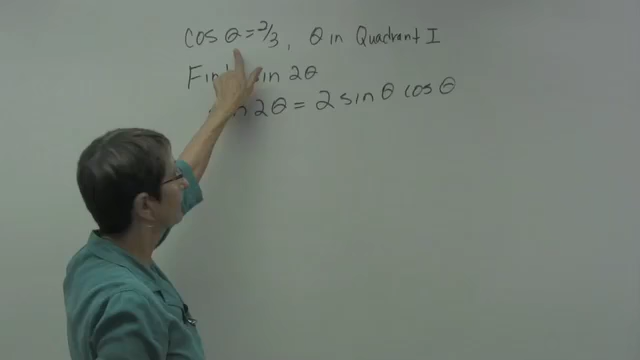 cos θ = 2/3, θ in Quadrant I
Find sin 2θ
sin 2θ = 2 sin θ cos θ